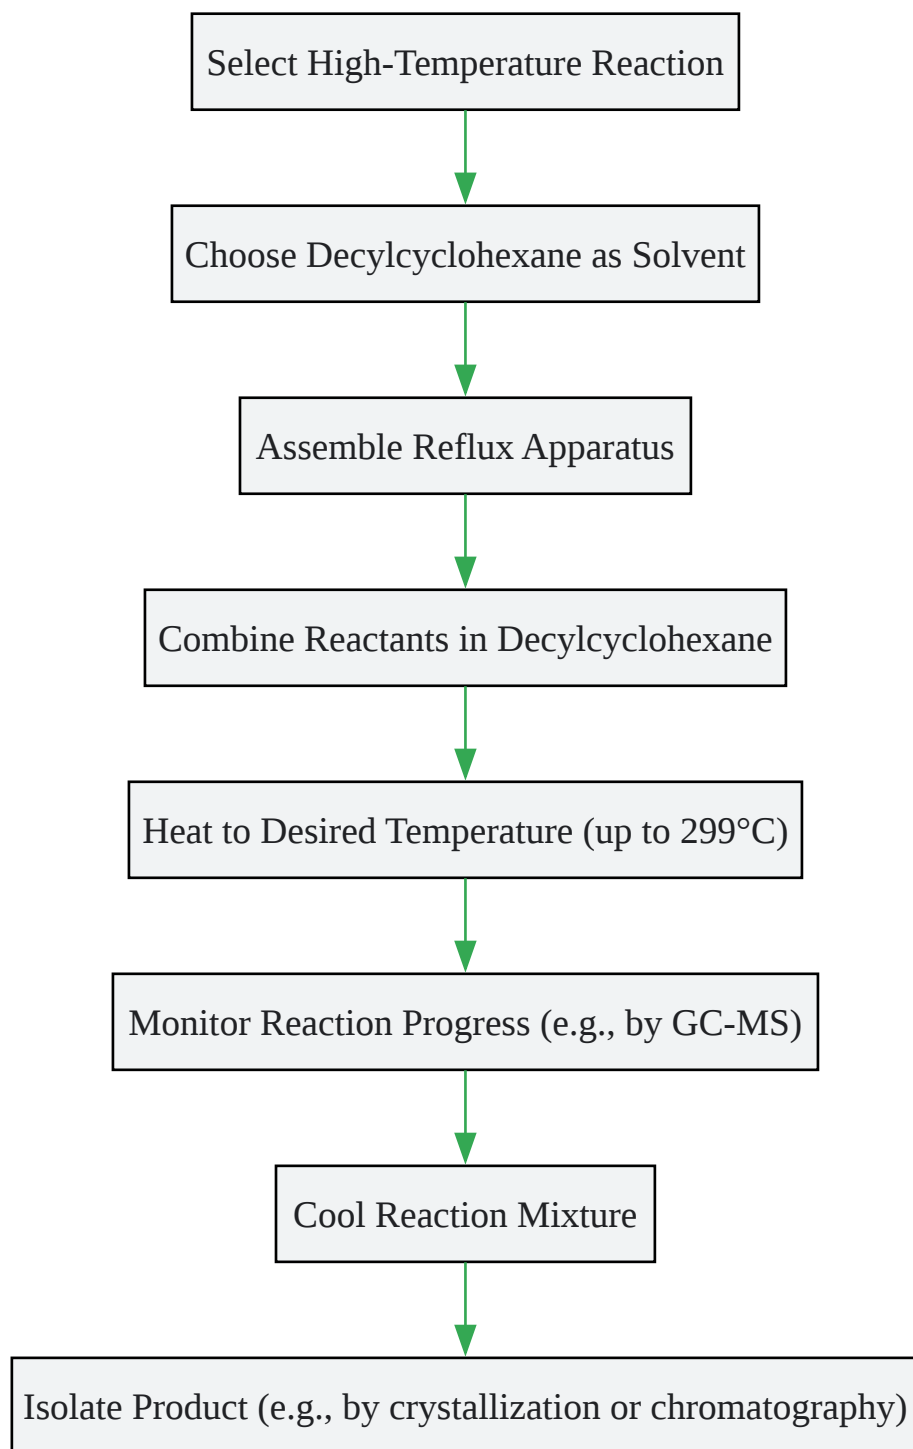 Select High-Temperature Reaction
Choose Decylcyclohexane as Solvent
Assemble Reflux Apparatus
Combine Reactants in Decylcyclohexane
Heat to Desired Temperature (up to 299°C)
Monitor Reaction Progress (e.g., by GC-MS)
Cool Reaction Mixture
Isolate Product (e.g., by crystallization or chromatography)